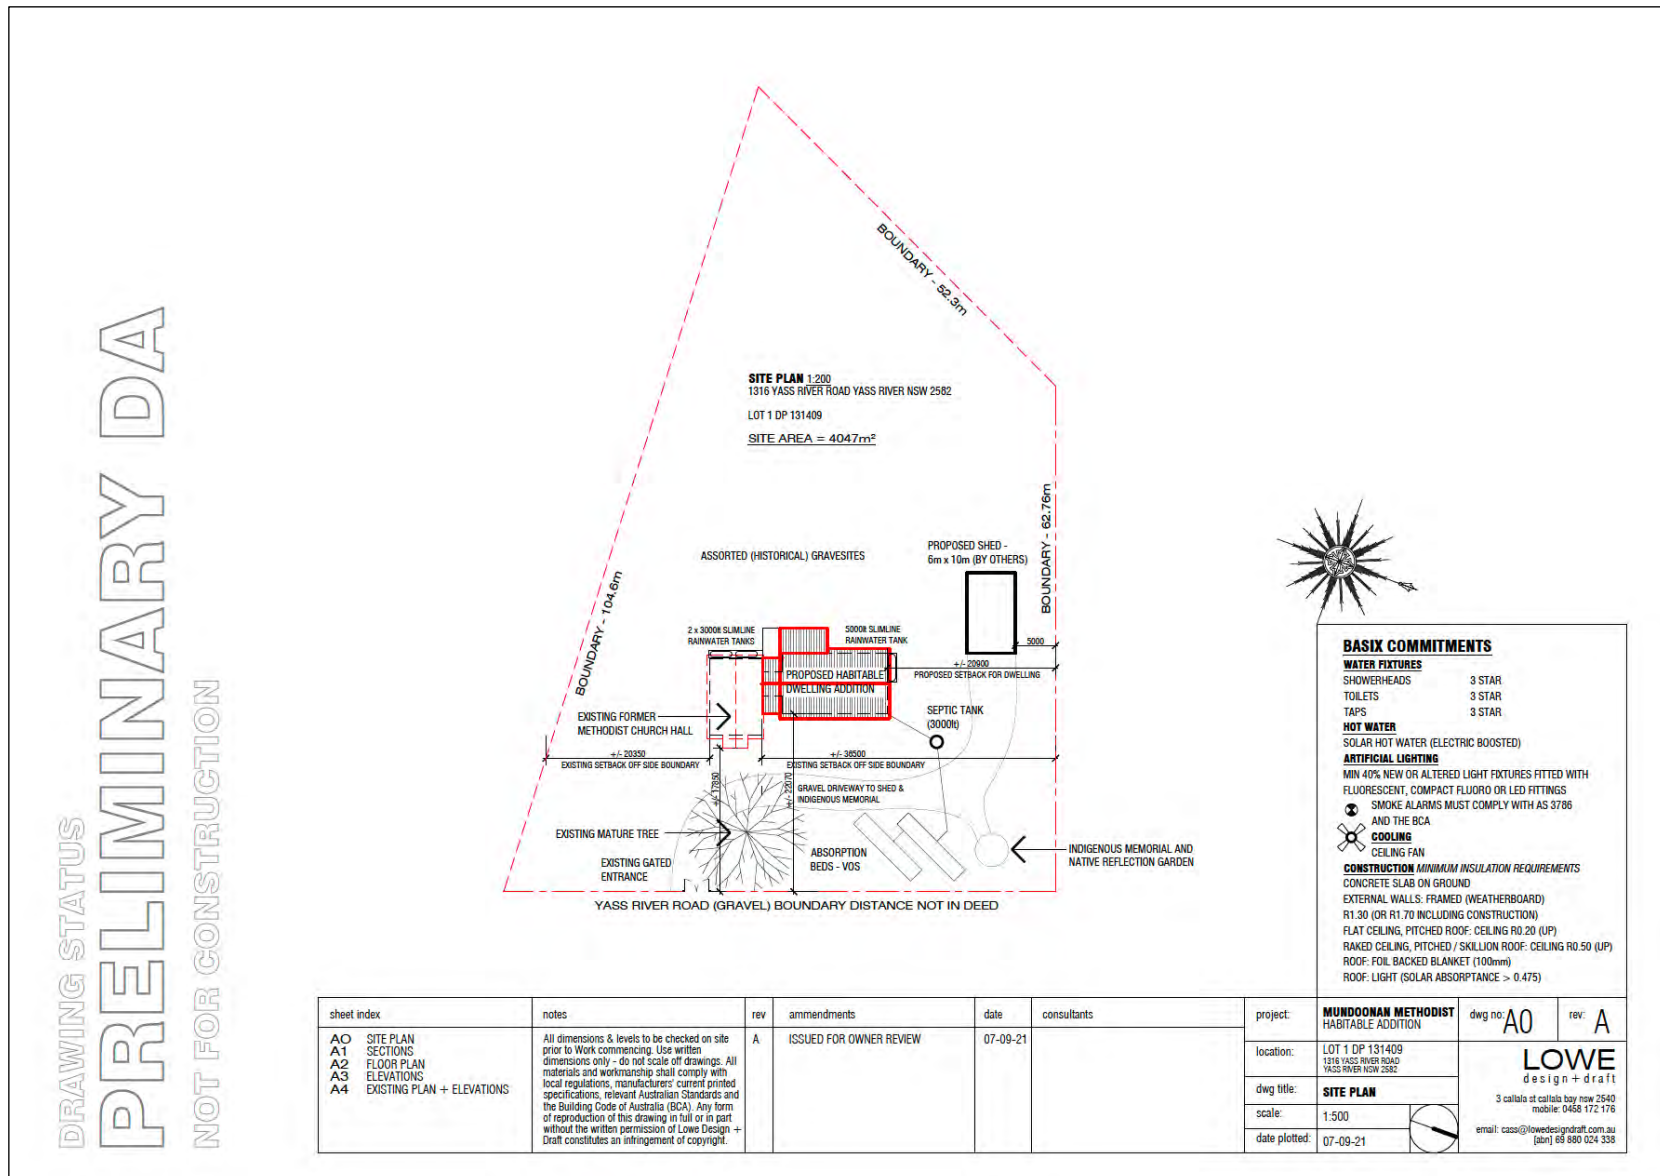 DRAWING STATUS
PRELIMINARY DA
NOT FOR CONSTRUCTION
BOUNDARY - 52.3m
SITE PLAN 1:200
1316 YASS RIVER ROAD YASS RIVER NSW 2582
LOT 1 DP 131409
SITE AREA = 4047m²
BOUNDARY - 62.76m
BOUNDARY - 104.6m
ASSORTED (HISTORICAL) GRAVESITES
PROPOSED SHED -
6m x 10m (BY OTHERS)
2 x 3000lt SLIMLINE
RAINWATER TANKS
5000lt SLIMLINE
RAINWATER TANK
5000
+/- 20900
PROPOSED SETBACK FOR DWELLING
PROPOSED HABITABLE
DWELLING ADDITION
EXISTING FORMER
METHODIST CHURCH HALL
SEPTIC TANK
(3000lt)
+/- 20350
EXISTING SETBACK OFF SIDE BOUNDARY
+/- 36500
EXISTING SETBACK OFF SIDE BOUNDARY
+/- 17850
+/- 22070
GRAVEL DRIVEWAY TO SHED &
INDIGENOUS MEMORIAL
EXISTING MATURE TREE
EXISTING GATED
ENTRANCE
ABSORPTION
BEDS - VOS
INDIGENOUS MEMORIAL AND
NATIVE REFLECTION GARDEN
YASS RIVER ROAD (GRAVEL) BOUNDARY DISTANCE NOT IN DEED
BASIX COMMITMENTS
WATER FIXTURES
SHOWERHEADS 3 STAR
TOILETS 3 STAR
TAPS 3 STAR
HOT WATER
SOLAR HOT WATER (ELECTRIC BOOSTED)
ARTIFICIAL LIGHTING
MIN 40% NEW OR ALTERED LIGHT FIXTURES FITTED WITH
FLUORESCENT, COMPACT FLUORO OR LED FITTINGS
SMOKE ALARMS MUST COMPLY WITH AS 3786
AND THE BCA
COOLING
CEILING FAN
CONSTRUCTION MINIMUM INSULATION REQUIREMENTS
CONCRETE SLAB ON GROUND
EXTERNAL WALLS: FRAMED (WEATHERBOARD)
R1.30 (OR R1.70 INCLUDING CONSTRUCTION)
FLAT CEILING, PITCHED ROOF: CEILING R0.20 (UP)
RAKED CEILING, PITCHED / SKILLION ROOF: CEILING R0.50 (UP)
ROOF: FOIL BACKED BLANKET (100mm)
ROOF: LIGHT (SOLAR ABSORPTANCE > 0.475)
sheet index
AO SITE PLAN
A1 SECTIONS
A2 FLOOR PLAN
A3 ELEVATIONS
A4 EXISTING PLAN + ELEVATIONS
notes
All dimensions & levels to be checked on site
prior to Work commencing. Use written
dimensions only - do not scale off drawings. All
materials and workmanship shall comply with
local regulations, manufacturers' current printed
specifications, relevant Australian Standards and
the Building Code of Australia (BCA). Any form
of reproduction of this drawing in full or in part
without the written permission of Lowe Design +
Draft constitutes an infringement of copyright.
rev ammendments date consultants
A ISSUED FOR OWNER REVIEW 07-09-21
project: MUNDOONAN METHODIST
HABITABLE ADDITION
dwg no: AO
rev: A
location: LOT 1 DP 131409
1316 YASS RIVER ROAD
YASS RIVER NSW 2582
dwg title: SITE PLAN
scale: 1:500
date plotted: 07-09-21
LOWE
design + draft
3 callala st callala bay nsw 2540
mobile: 0458 172 176
email: cass@lowedesigndraft.com.au
[abn] 69 880 024 338